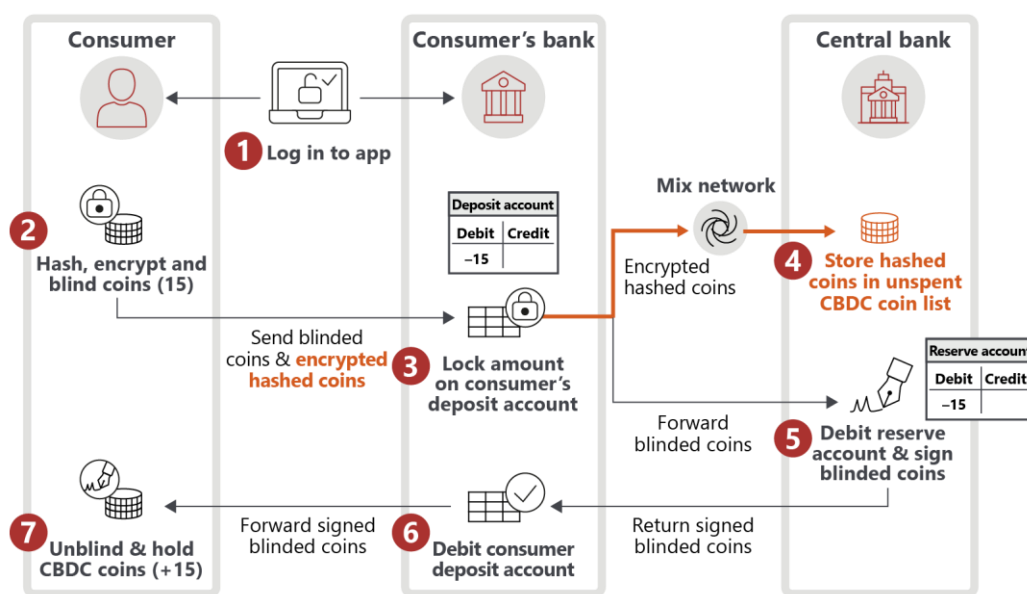 Consumer
Consumer's bank
Central bank
1 Log in to app
Mix network
2
Hash, encrypt and
blind coins (15)
Deposit account
Debit Credit
–15
Encrypted
hashed coins
4 Store hashed
coins in unspent
CBDC coin list
Send blinded
coins & encrypted
hashed coins
3 Lock amount
on consumer's
deposit account
Reserve account
Debit Credit
–15
Forward
blinded coins
5 Debit reserve
account & sign
blinded coins
7 Unblind & hold
CBDC coins (+15)
Forward signed
blinded coins
6 Debit consumer
deposit account
Return signed
blinded coins